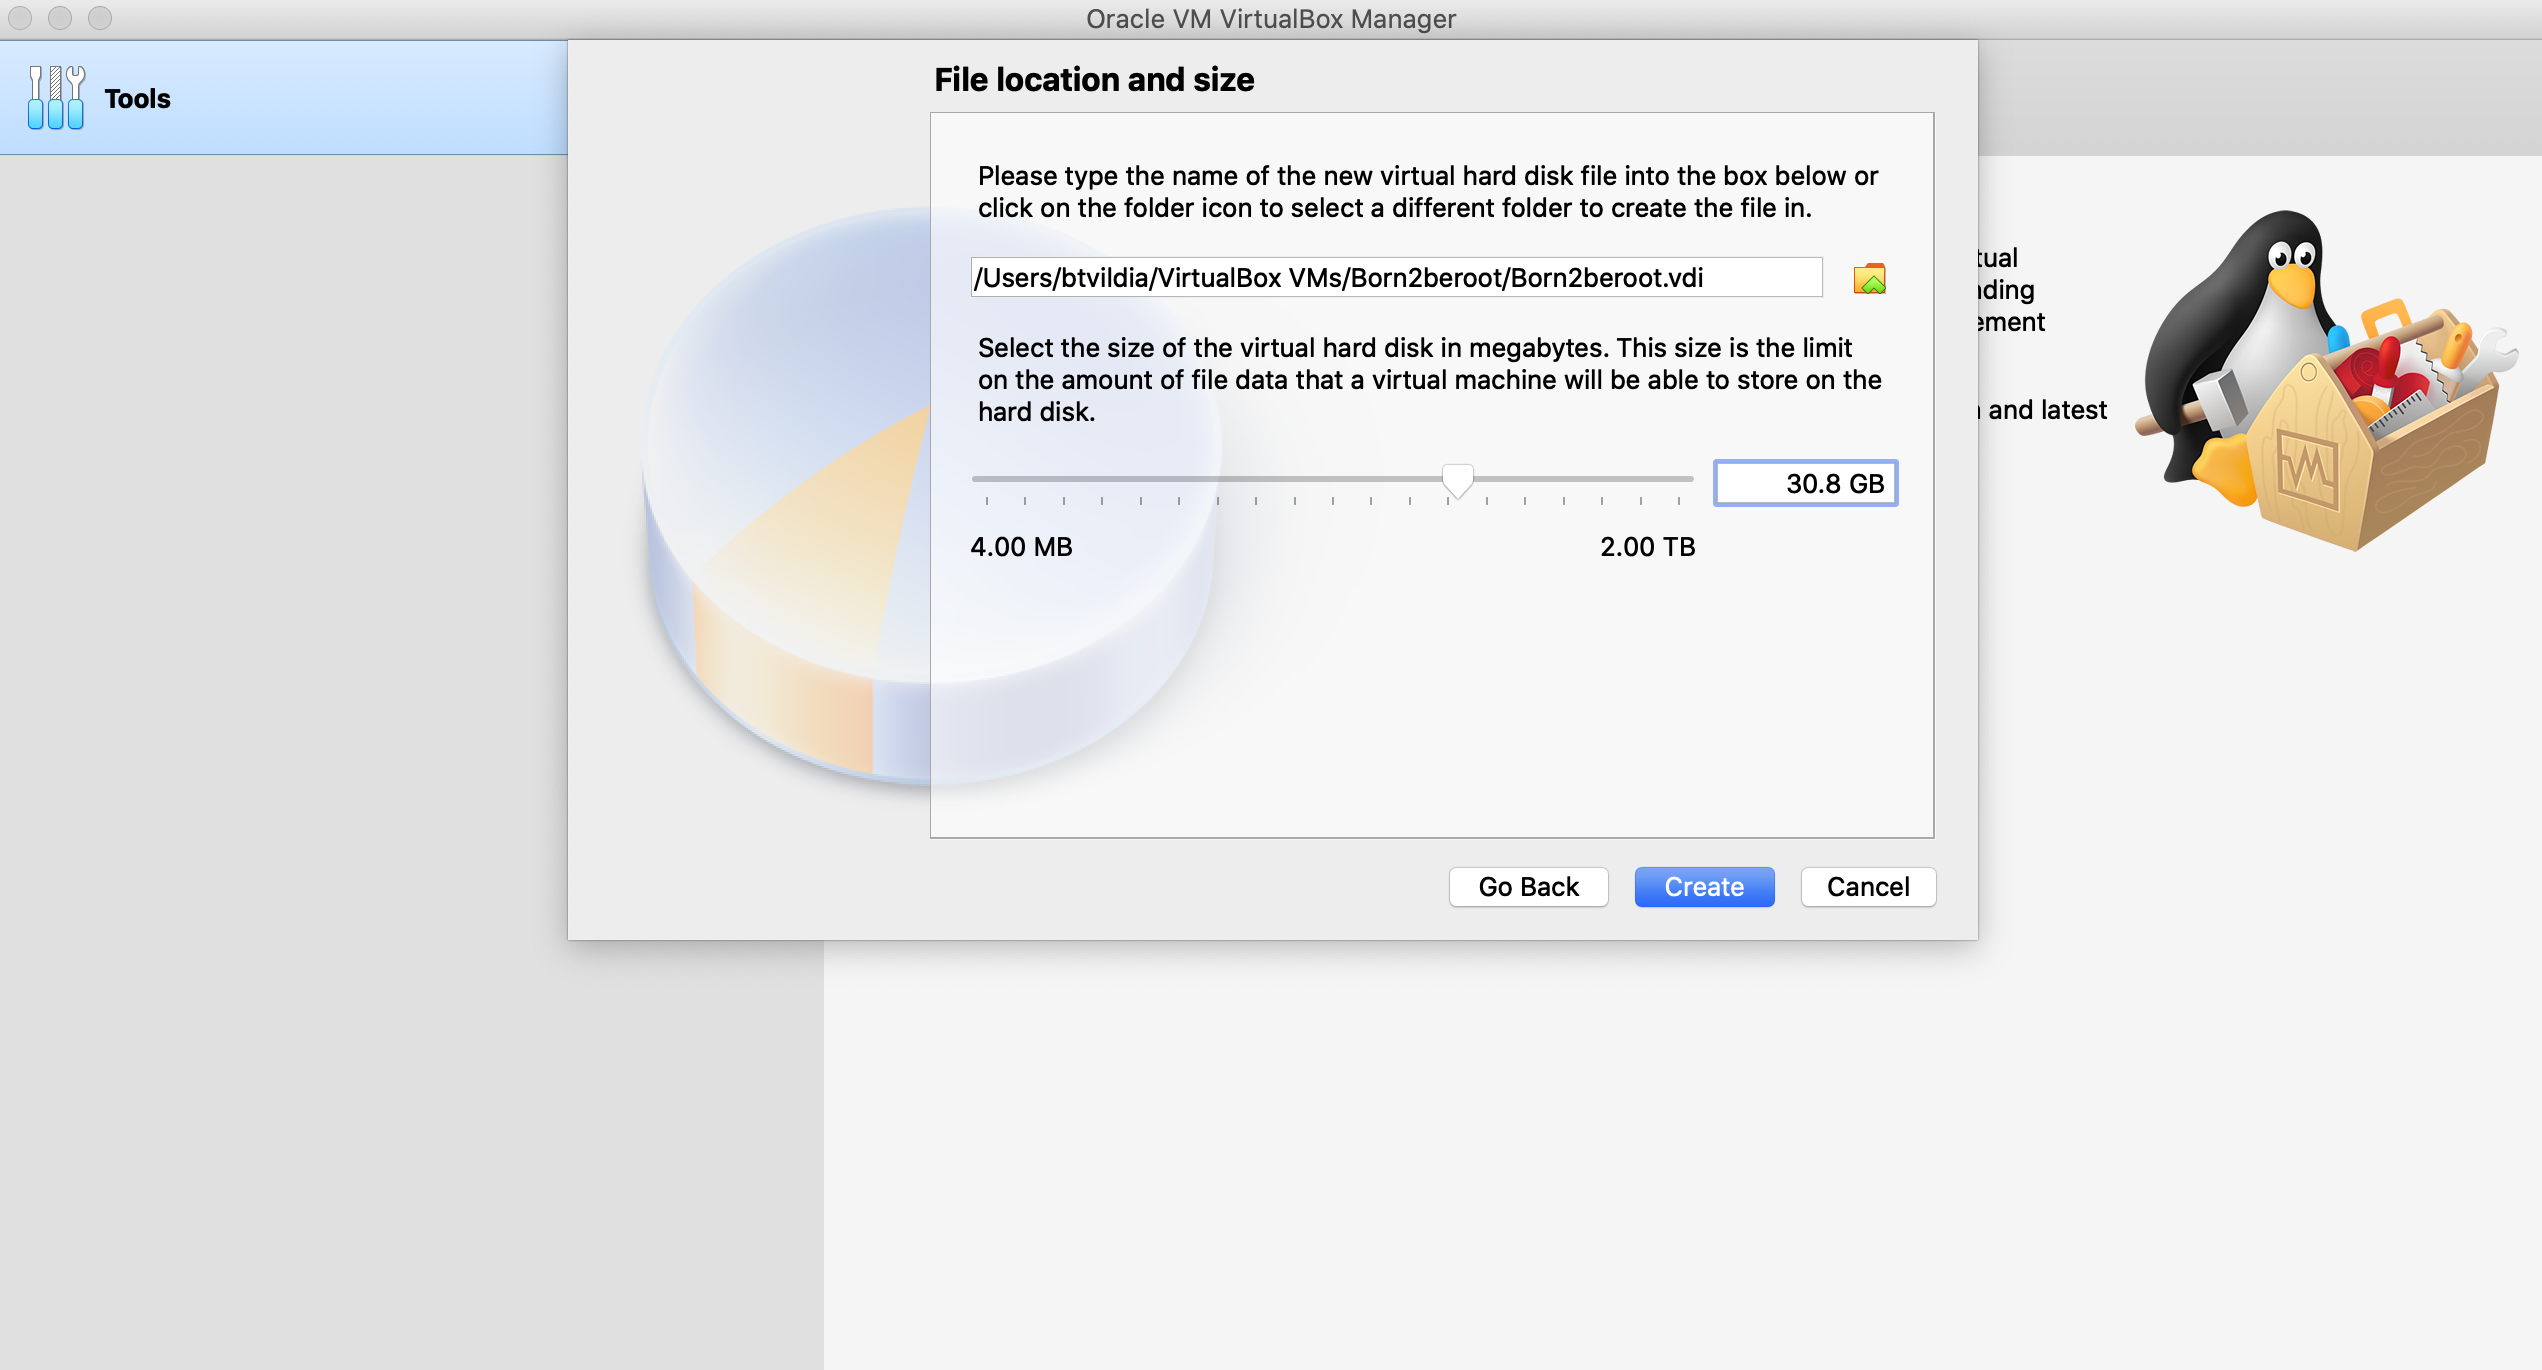 Oracle VM VirtualBox Manager
Tools
File location and size
Please type the name of the new virtual hard disk file into the box below or
click on the folder icon to select a different folder to create the file in.
/Users/btvildia/VirtualBox VMs/Born2beroot/Born2beroot.vdi
Select the size of the virtual hard disk in megabytes. This size is the limit
on the amount of file data that a virtual machine will be able to store on the
hard disk.
30.8 GB
4.00 MB
2.00 TB
Go Back
Create
Cancel
and latest